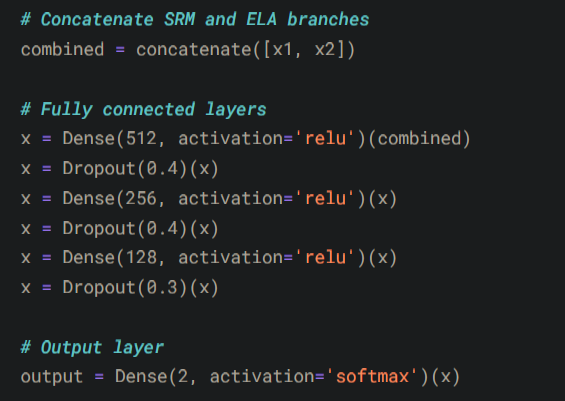 # Concatenate SRM and ELA branches
combined = concatenate([x1, x2])
# Fully connected layers
x = Dense(512, activation='relu')(combined)
x = Dropout(0.4)(x)
x = Dense(256, activation='relu')(x)
x = Dropout(0.4)(x)
x = Dense(128, activation='relu')(x)
x = Dropout(0.3)(x)
# Output layer
output = Dense(2, activation='softmax')(x)